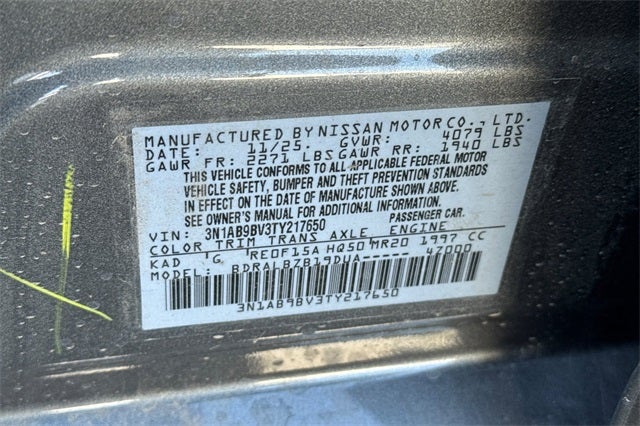 MANUFACTURED BY NISSAN MOTOR CO., LTD.
DATE: 11/25. GVWR: 4079 LBS
GAWR FR: 2271 LBS GAWR RR: 1940 LBS
THIS VEHICLE CONFORMS TO ALL APPLICABLE FEDERAL MOTOR
VEHICLE SAFETY, BUMPER AND THEFT PREVENTION STANDARDS
IN EFFECT ON THE DATE OF MANUFACTURE SHOWN ABOVE.
SEE OWNER'S MANUAL FOR ADDITIONAL INFORMATION.
VIN: 3N1AB9BV3TY217650 PASSENGER CAR.
COLOR TRIM TRANS AXLE ENGINE
KAD G RE0F15A HQ50 MR20 1997 CC
MODEL: BDRALBZB19DUA----- 42000
3N1AB9BV3TY217650